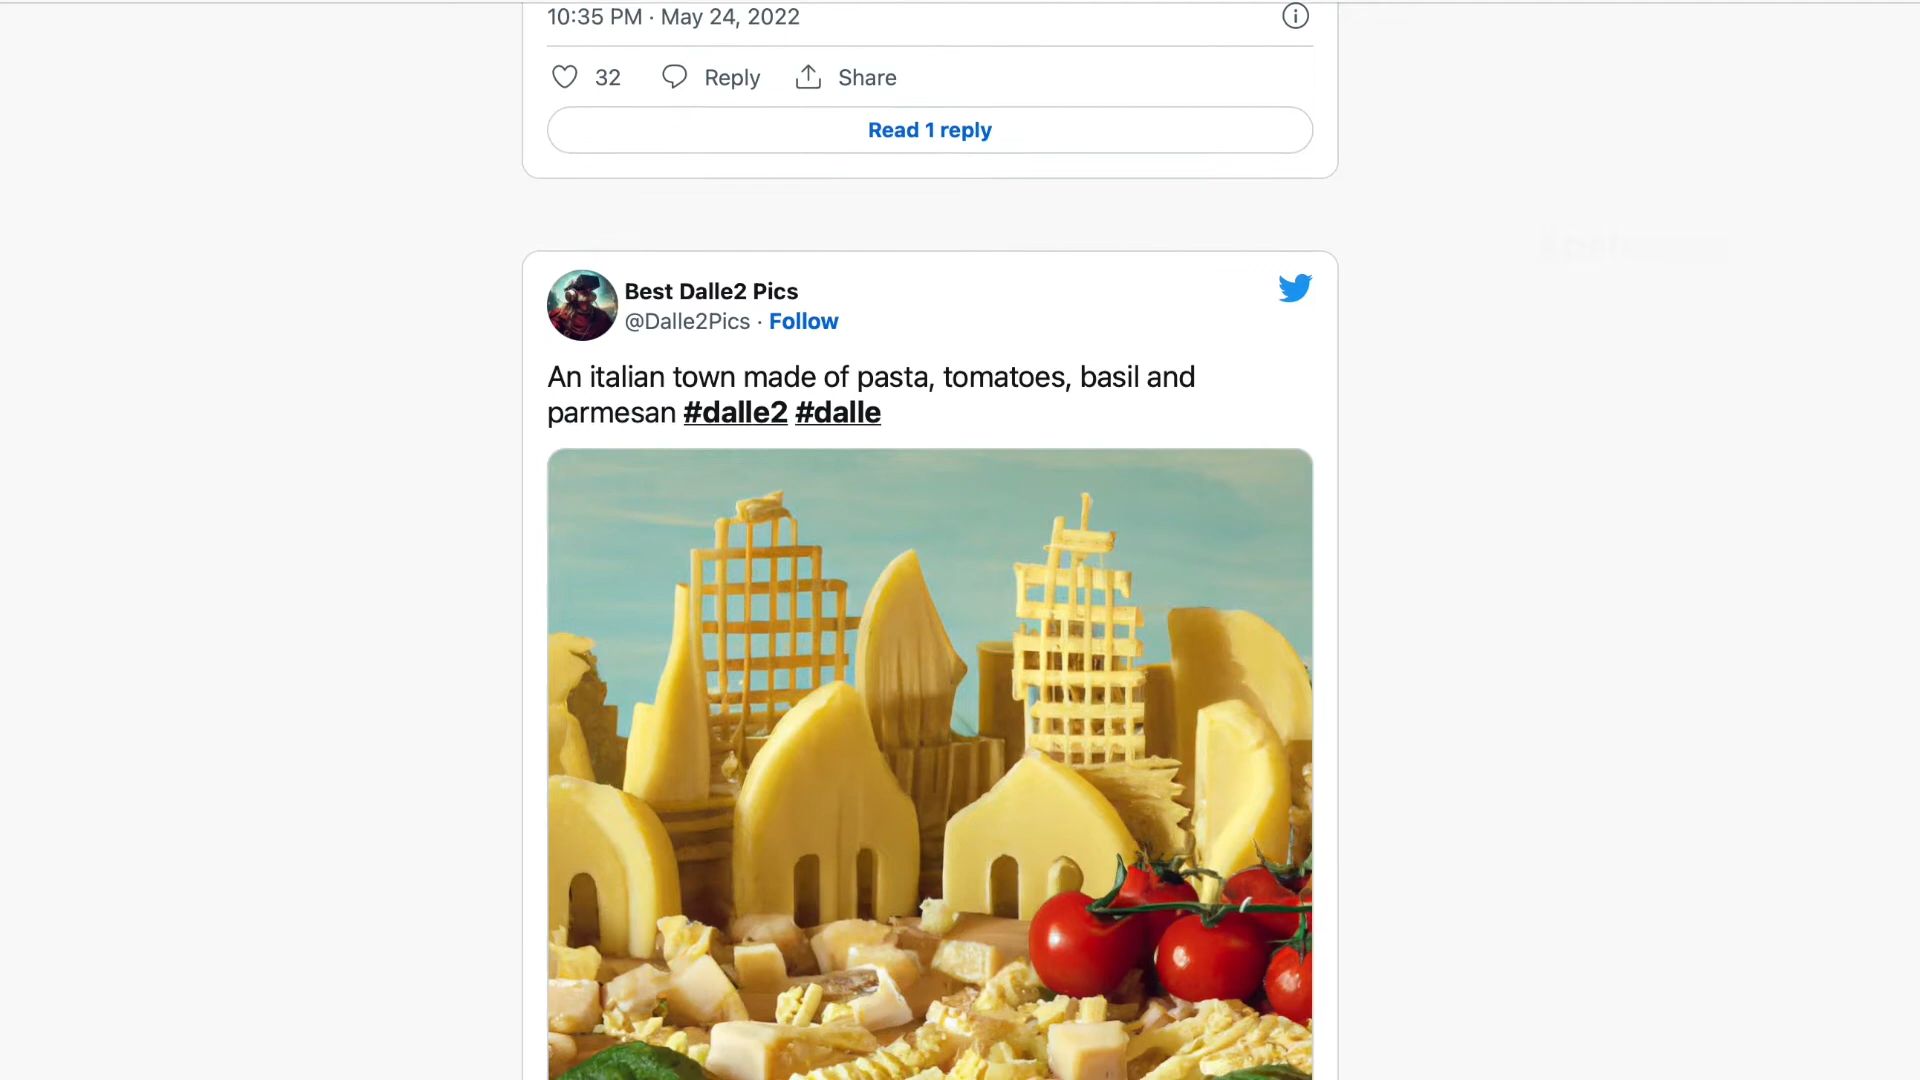 10:35 PM · May 24, 2022
32 Reply Share
Read 1 reply
Best Dalle2 Pics
@Dalle2Pics · Follow
An italian town made of pasta, tomatoes, basil and
parmesan #dalle2 #dalle